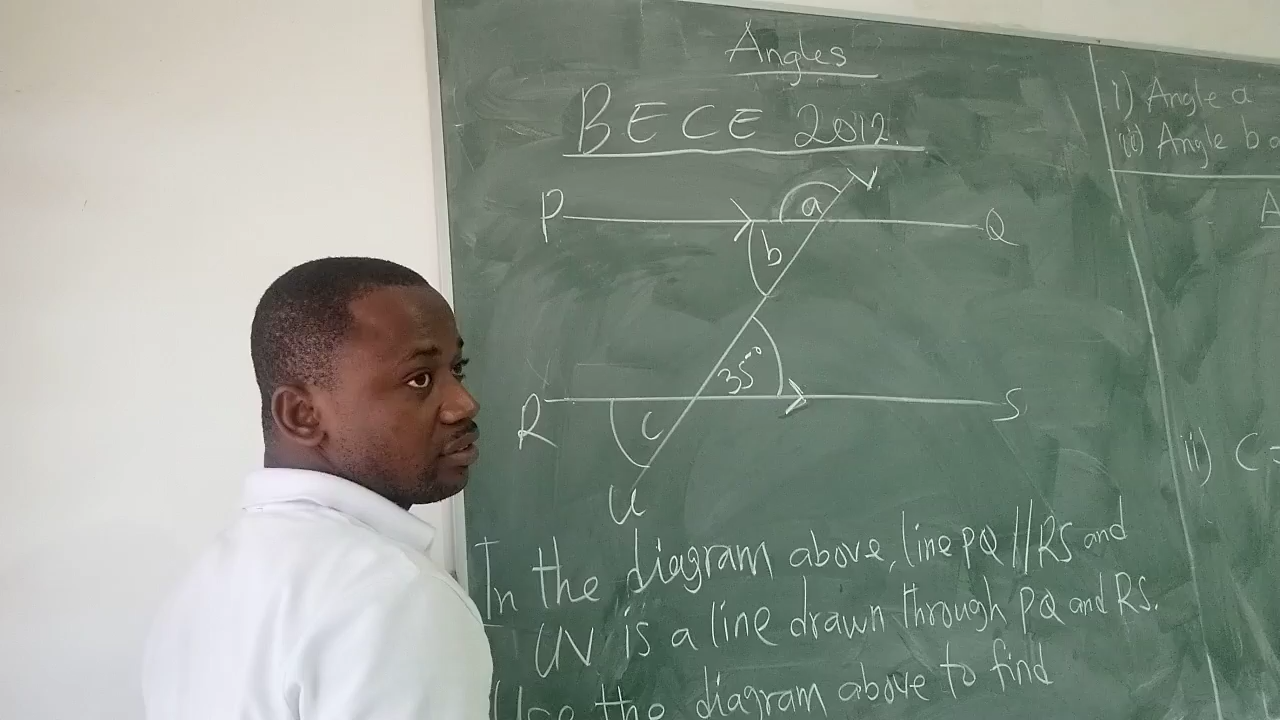 Angles
BECE 2012.
V
P
a
Q
b
35°
R
S
c
U
In the diagram above, line PQ // RS and
UV is a line drawn through PQ and RS.
Use the diagram above to find
i) Angle a
ii) Angle b
A
ii) C =